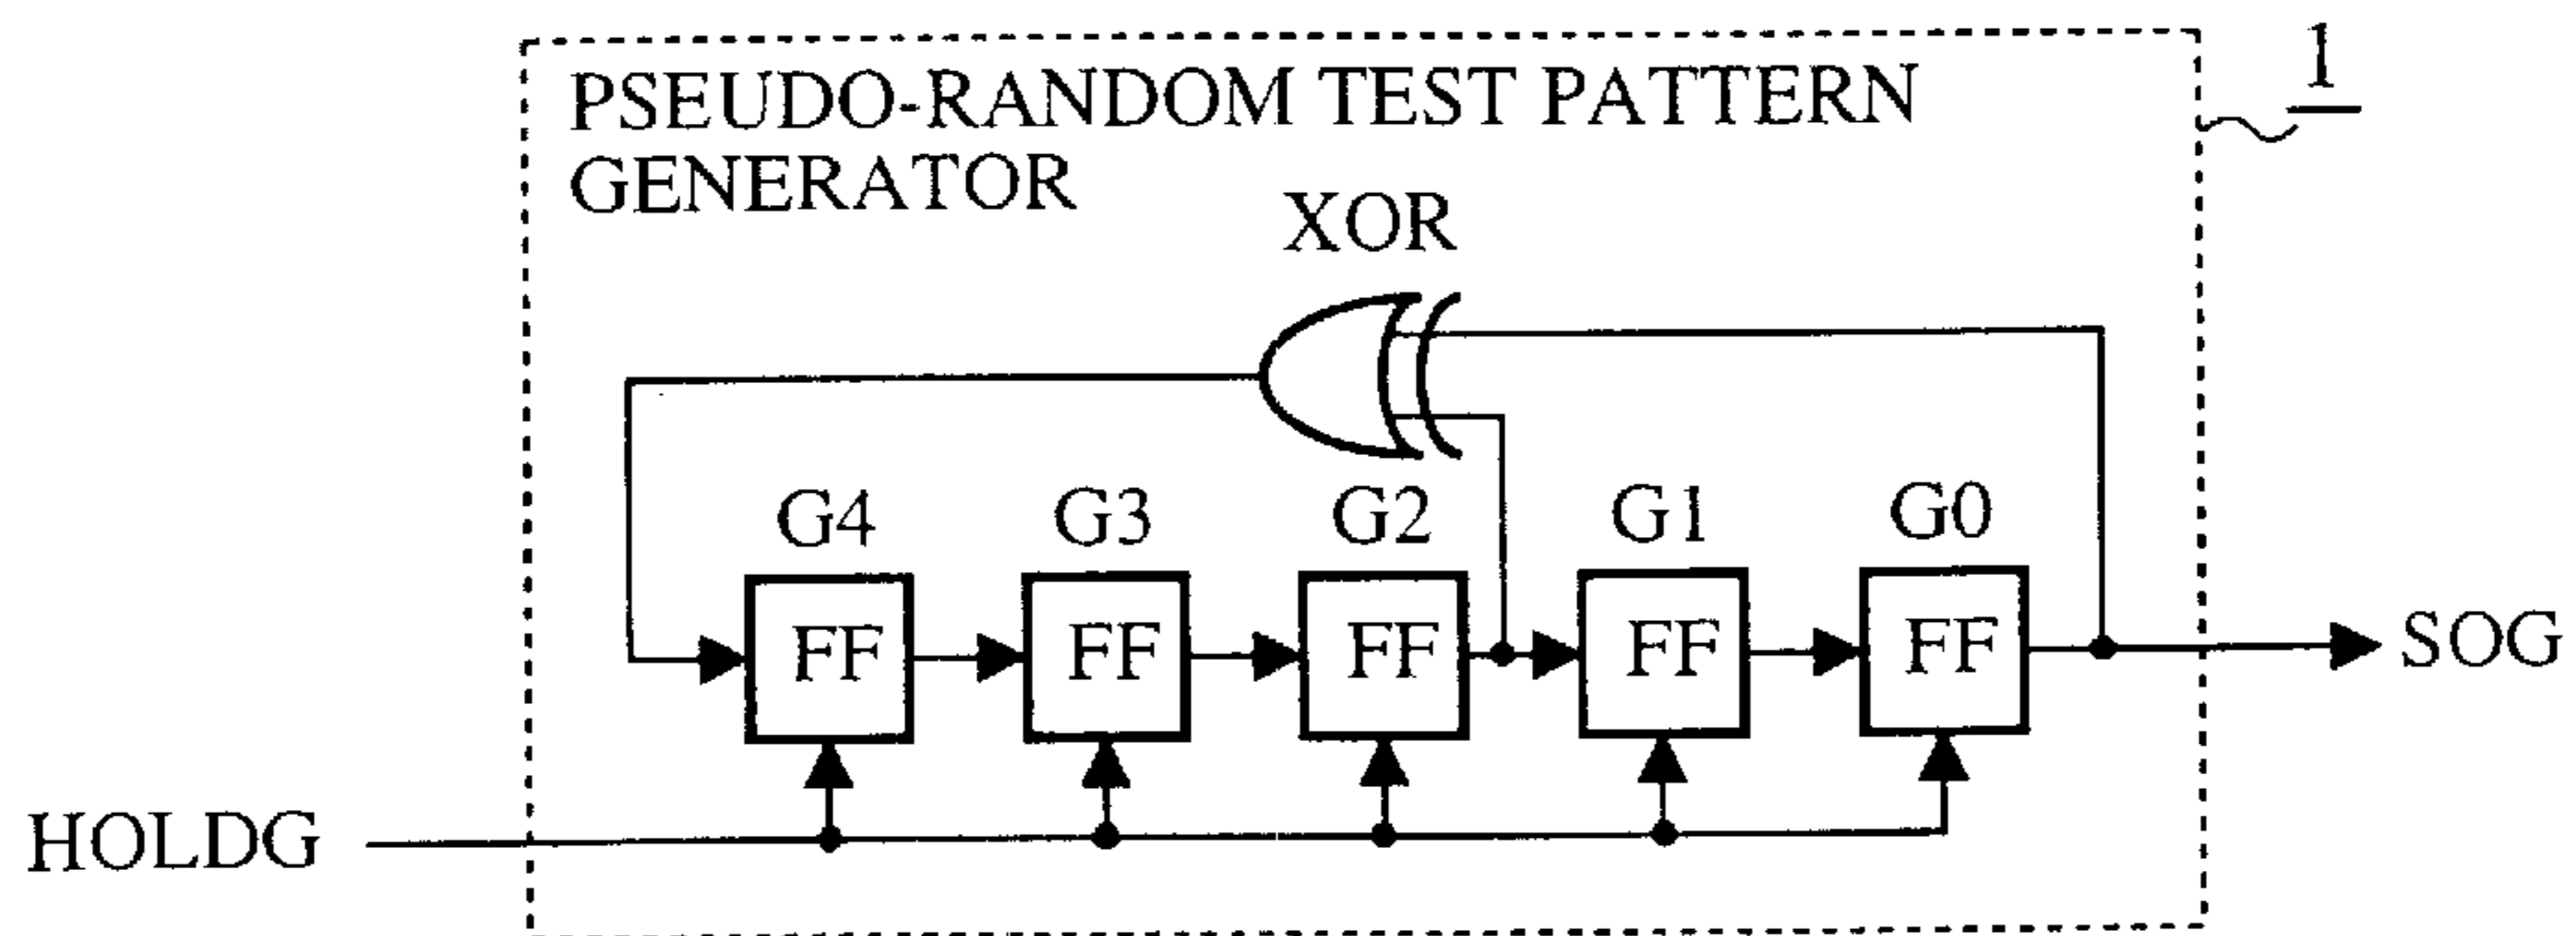 1
PSEUDO-RANDOM TEST PATTERN
GENERATOR
XOR
G4 G3 G2 G1 G0
FF FF FF FF FF
SOG
HOLDG